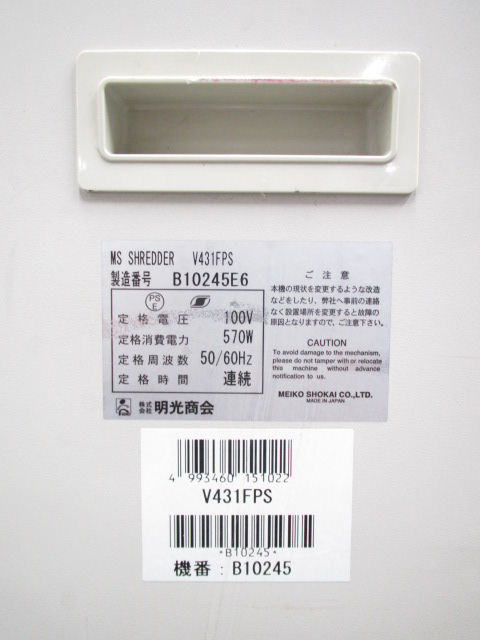 MS SHREDDER V431FPS
製造番号 B10245E6
PS
E
定格電圧 100V
定格消費電力 570W
定格周波数 50/60Hz
定格時間 連続
株式会社 明光商会
ご注意
本機の現状を変更するような改造
などをしたり、弊社へ事前の連絡
なく設置場所を変更すると故障の
原因となりますので、ご注意下さい。
CAUTION
To avoid damage to the mechanism,
please do not tamper with or relocate
this machine without advance
notification to us.
MEIKO SHOKAI CO.,LTD.
MADE IN JAPAN
4 993460 151022
V431FPS
*B10245*
機番：B10245